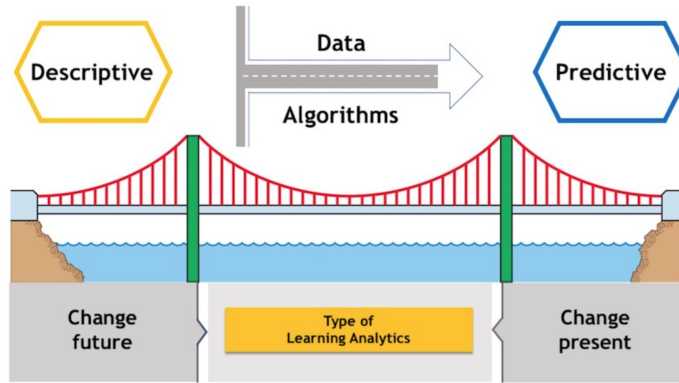 Descriptive
Data
Algorithms
Predictive
Change
future
Type of
Learning Analytics
Change
present